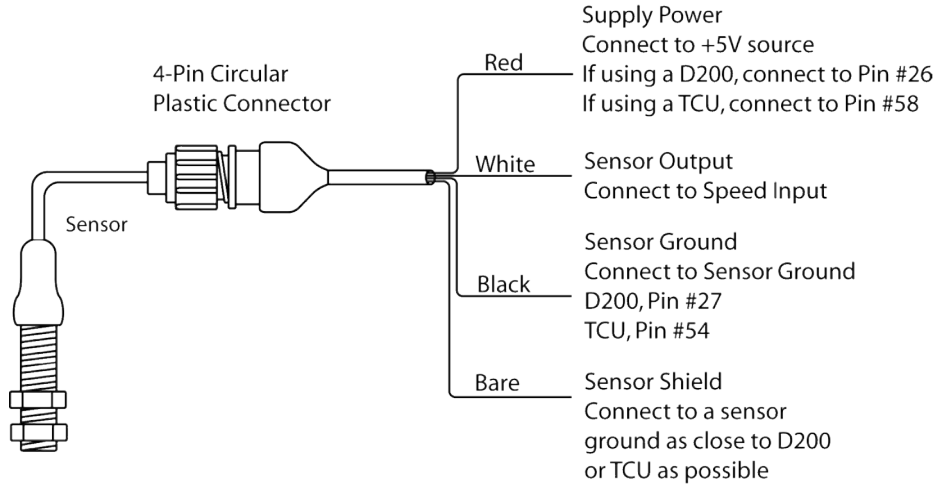 4-Pin Circular
Plastic Connector
Sensor
Red
Supply Power
Connect to +5V source
If using a D200, connect to Pin #26
If using a TCU, connect to Pin #58
White
Sensor Output
Connect to Speed Input
Black
Sensor Ground
Connect to Sensor Ground
D200, Pin #27
TCU, Pin #54
Bare
Sensor Shield
Connect to a sensor
ground as close to D200
or TCU as possible